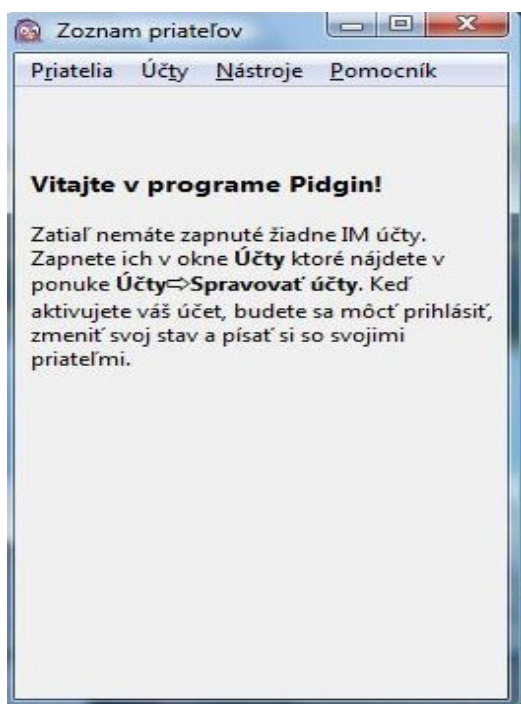 Zoznam priateľov
Priatelia Účty Nástroje Pomocník
Vitajte v programe Pidgin!
Zatiaľ nemáte zapnuté žiadne IM účty.
Zapnete ich v okne Účty ktoré nájdete v
ponuke Účty⇨Spravovať účty. Keď
aktivujete váš účet, budete sa môcť prihlásiť,
zmeniť svoj stav a písať si so svojimi
priateľmi.